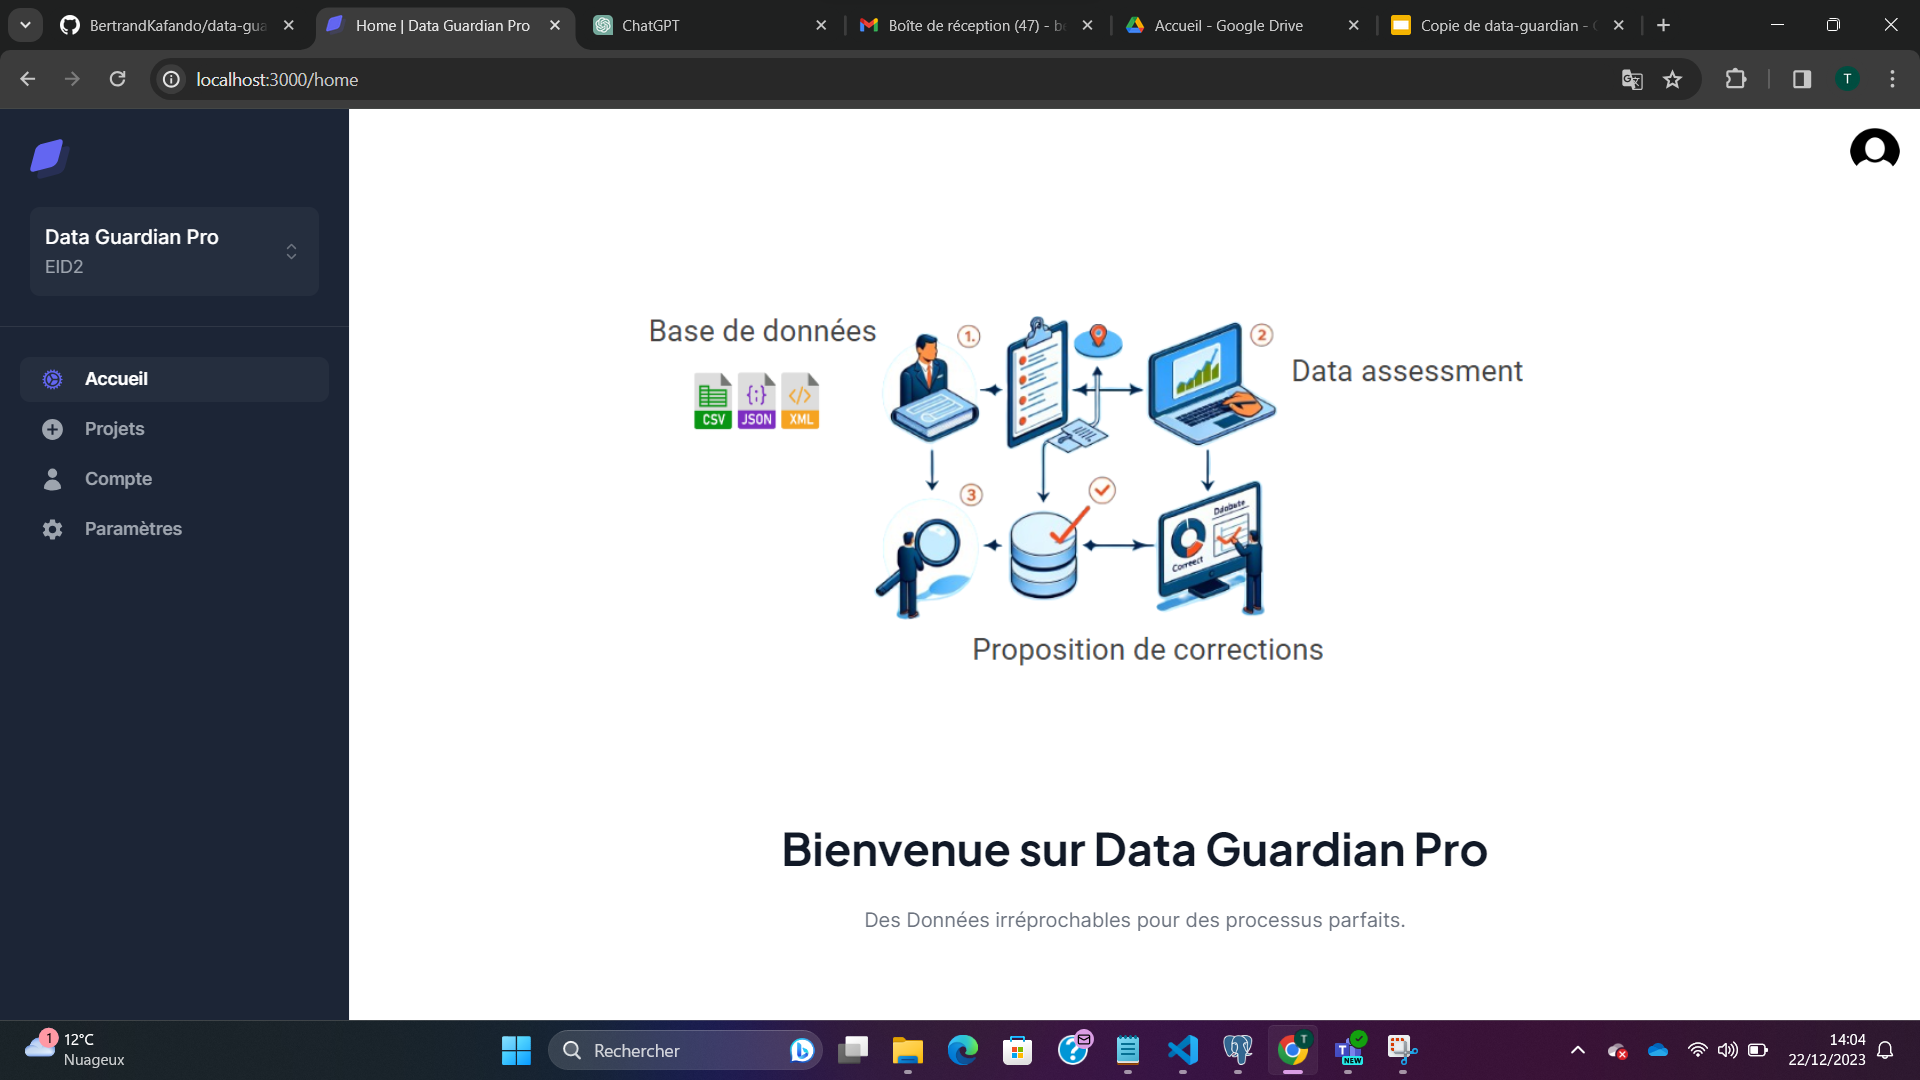 BertrandKafando/data-gua
Home | Data Guardian Pro
ChatGPT
Boîte de réception (47) - be
Accueil - Google Drive
Copie de data-guardian -
localhost:3000/home
T
Data Guardian Pro
EID2
Accueil
Projets
Compte
Paramètres
Base de données
CSV
JSON
XML
1.
2
Data assessment
3
Correect
Proposition de corrections
Bienvenue sur Data Guardian Pro
Des Données irréprochables pour des processus parfaits.
1
12°C
Nuageux
Rechercher
T
NEW
14:04
22/12/2023